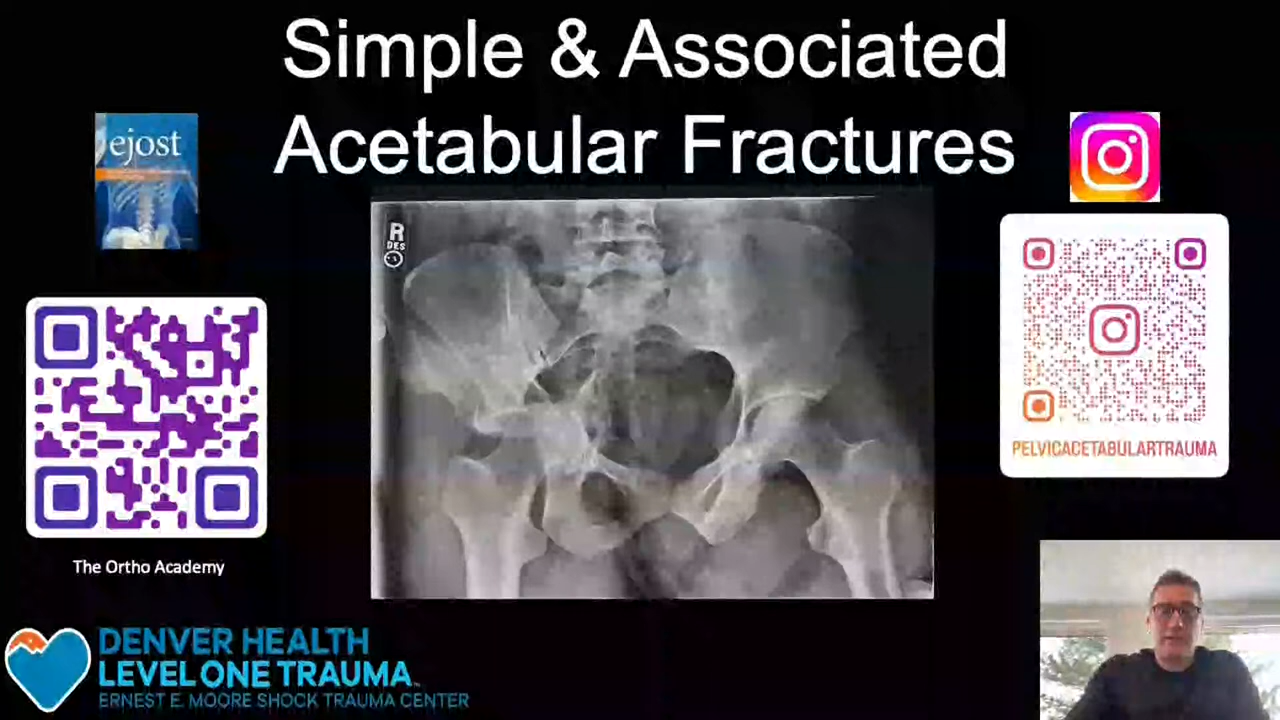 Simple & Associated
Acetabular Fractures
ejost
R
DES
PELVICACETABULARTRAUMA
The Ortho Academy
DENVER HEALTH
LEVEL ONE TRAUMA
ERNEST E. MOORE SHOCK TRAUMA CENTER